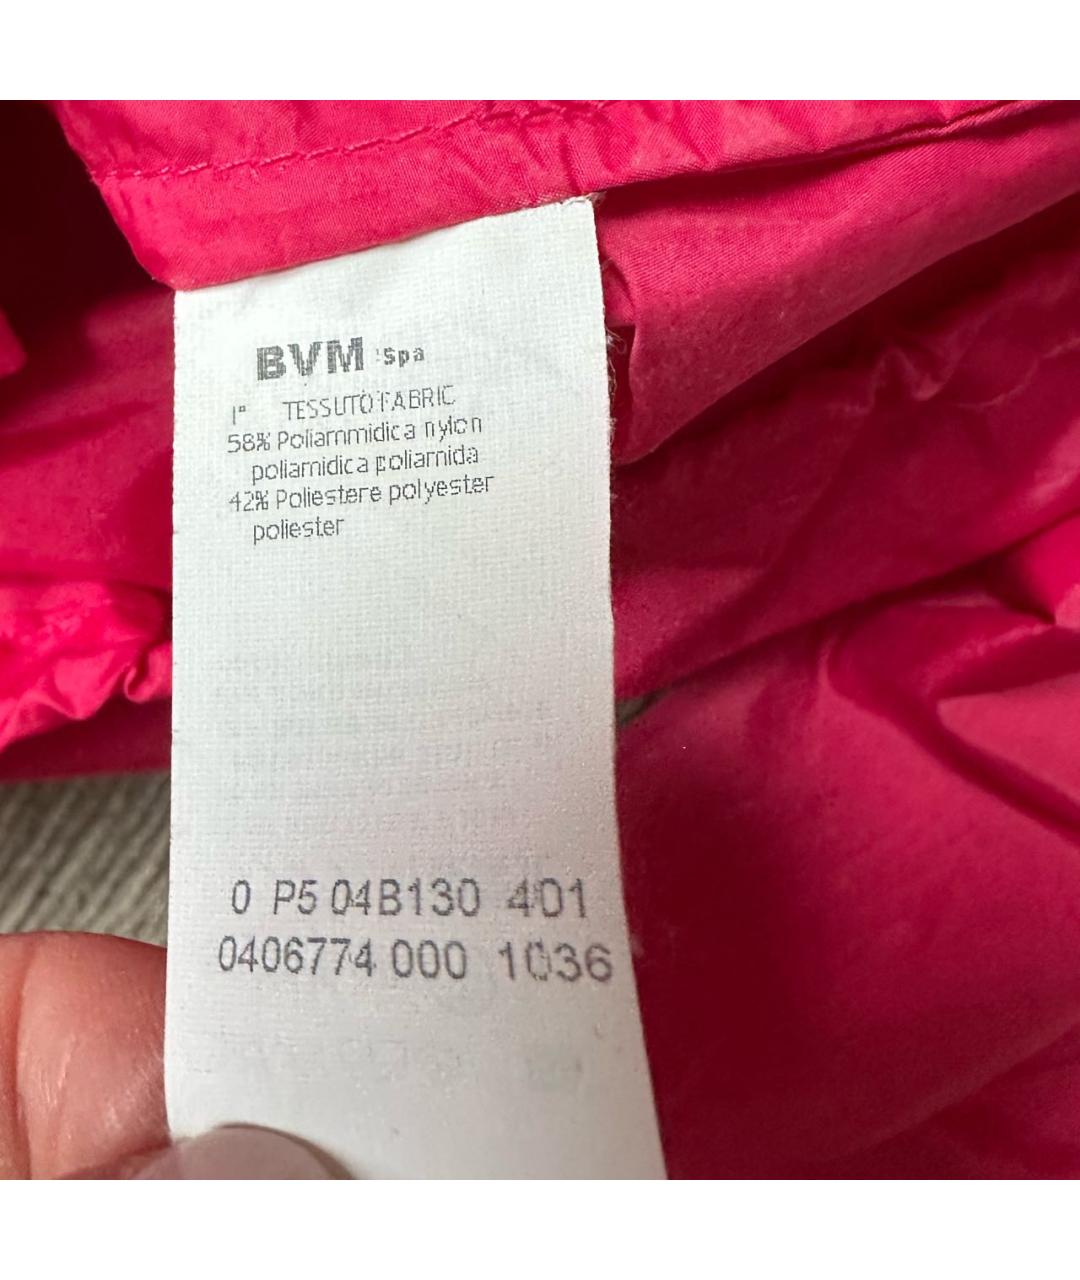 BVM Spa
1° TESSUTO FABRIC
58% Poliammidica nylon
poliamidica poliamida
42% Poliestere polyester
poliester
0 P5 04B130 401
0406774 000 1036